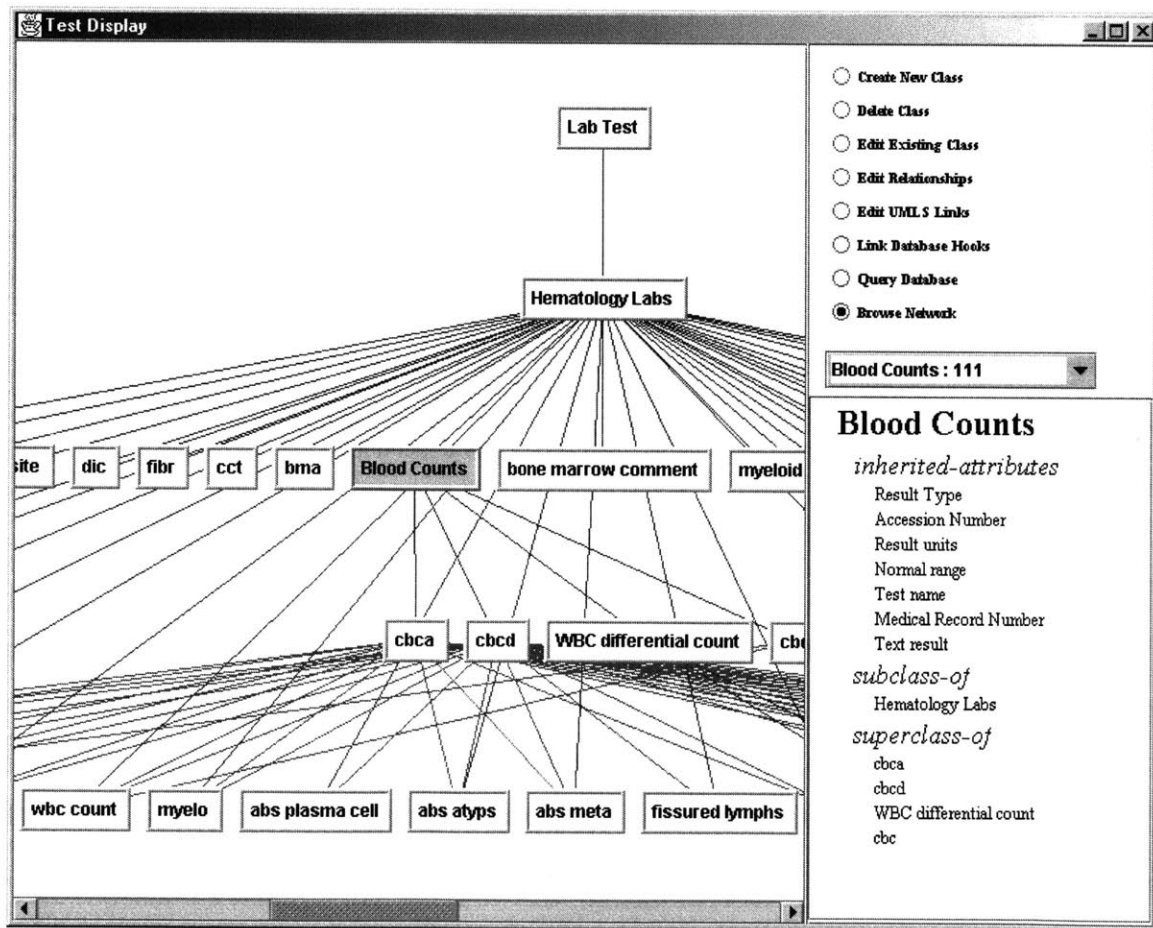 Test Display
Lab Test
Hematology Labs
site
dic
fibr
cct
bma
Blood Counts
bone marrow comment
myeloid
cbca
cbcd
WBC differential count
wbc count
myelo
abs plasma cell
abs atyps
abs meta
fissured lymphs
Create New Class
Delete Class
Edit Existing Class
Edit Relationships
Edit UMLS Links
Link Database Hooks
Query Database
Browse Network
Blood Counts : 111
Blood Counts
inherited-attributes
Result Type
Accession Number
Result units
Normal range
Test name
Medical Record Number
Text result
subclass-of
Hematology Labs
superclass-of
cbca
cbcd
WBC differential count
cbc